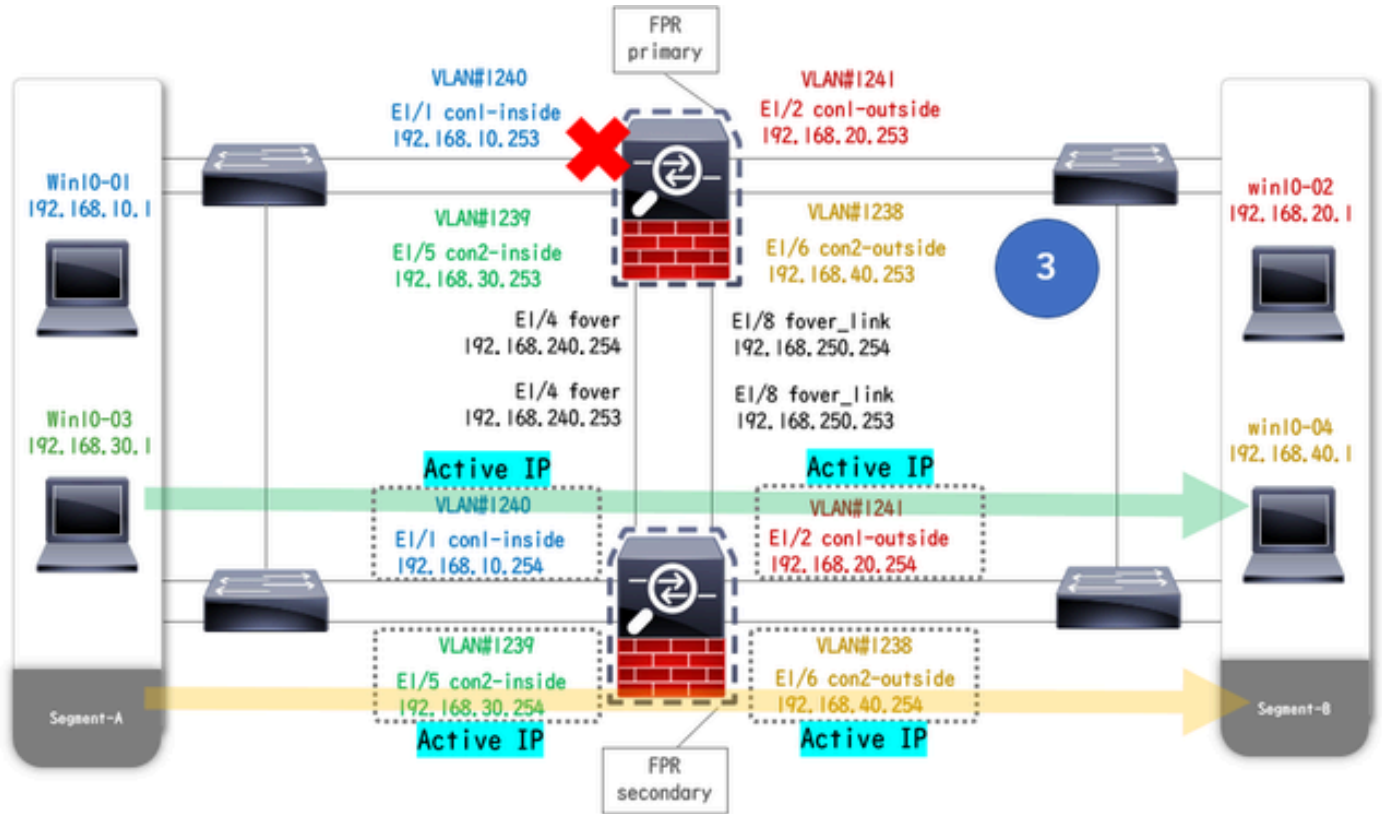 FPR
primary
VLAN#1240
E1/1 con1-inside
192.168.10.253
VLAN#1241
E1/2 con1-outside
192.168.20.253
Win10-01
192.168.10.1
win10-02
192.168.20.1
VLAN#1239
E1/5 con2-inside
192.168.30.253
VLAN#1238
E1/6 con2-outside
192.168.40.253
3
E1/4 fover
192.168.240.254
E1/8 fover_link
192.168.250.254
E1/4 fover
192.168.240.253
E1/8 fover_link
192.168.250.253
Win10-03
192.168.30.1
win10-04
192.168.40.1
Active IP
Active IP
VLAN#1240
E1/1 con1-inside
192.168.10.254
VLAN#1241
E1/2 con1-outside
192.168.20.254
VLAN#1239
E1/5 con2-inside
192.168.30.254
VLAN#1238
E1/6 con2-outside
192.168.40.254
Segment-A
Segment-B
Active IP
Active IP
FPR
secondary